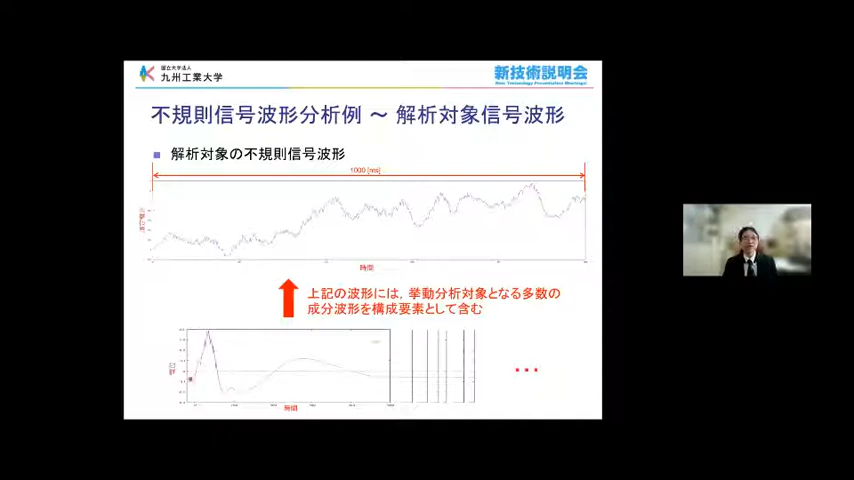 国立大学法人
九州工業大学
新技術説明会
New Technology Presentation Meetings!
不規則信号波形分析例 ～ 解析対象信号波形
■ 解析対象の不規則信号波形
1000 [ms]
時間
上記の波形には, 挙動分析対象となる多数の
成分波形を構成要素として含む
電位
時間
･･･